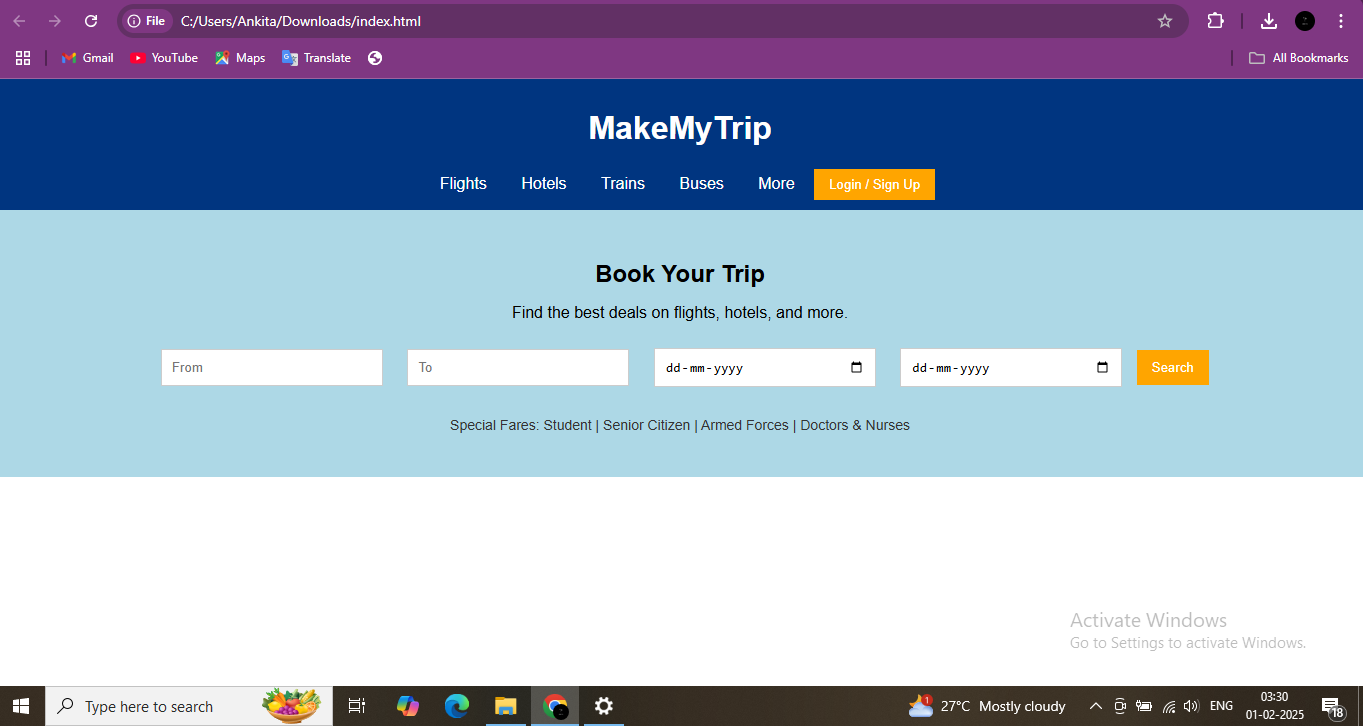 File C:/Users/Ankita/Downloads/index.html
Gmail YouTube Maps Translate All Bookmarks
MakeMyTrip
Flights Hotels Trains Buses More Login / Sign Up
Book Your Trip
Find the best deals on flights, hotels, and more.
From To dd-mm-yyyy dd-mm-yyyy Search
Special Fares: Student | Senior Citizen | Armed Forces | Doctors & Nurses
Activate Windows
Go to Settings to activate Windows.
Type here to search 1 27°C Mostly cloudy ENG 03:30 18
01-02-2025